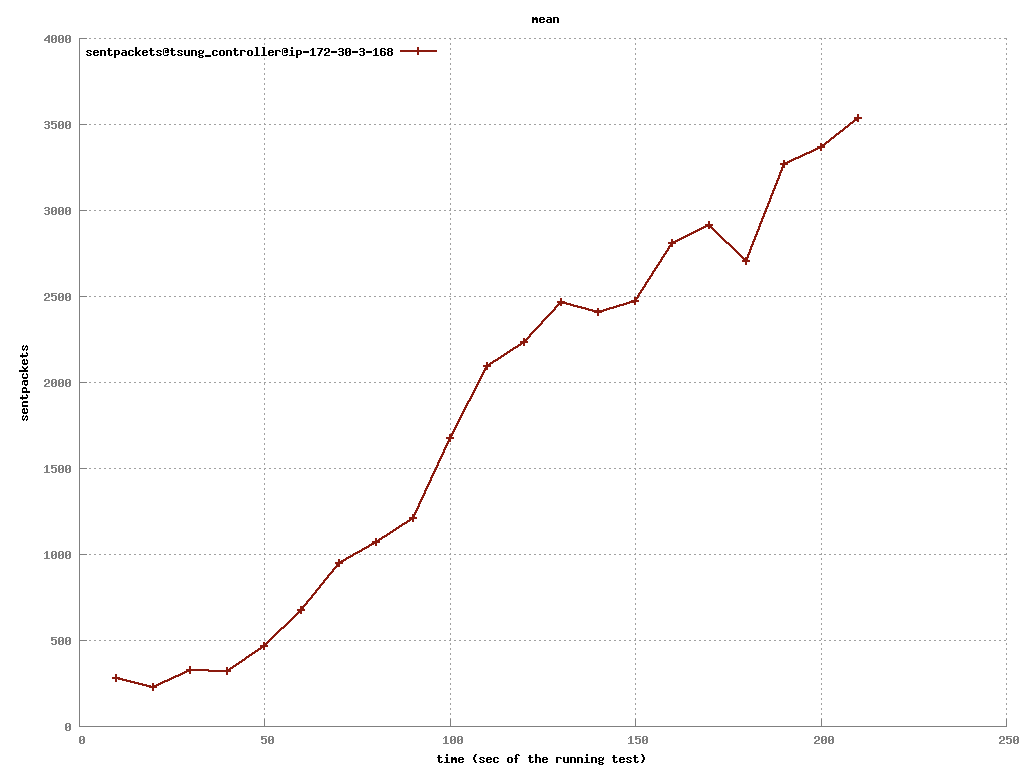 mean
4000
sentpackets@tsung_controller@ip-172-30-3-168
3500
3000
2500
sentpackets
2000
1500
1000
500
0
0 50 100 150 200 250
time (sec of the running test)